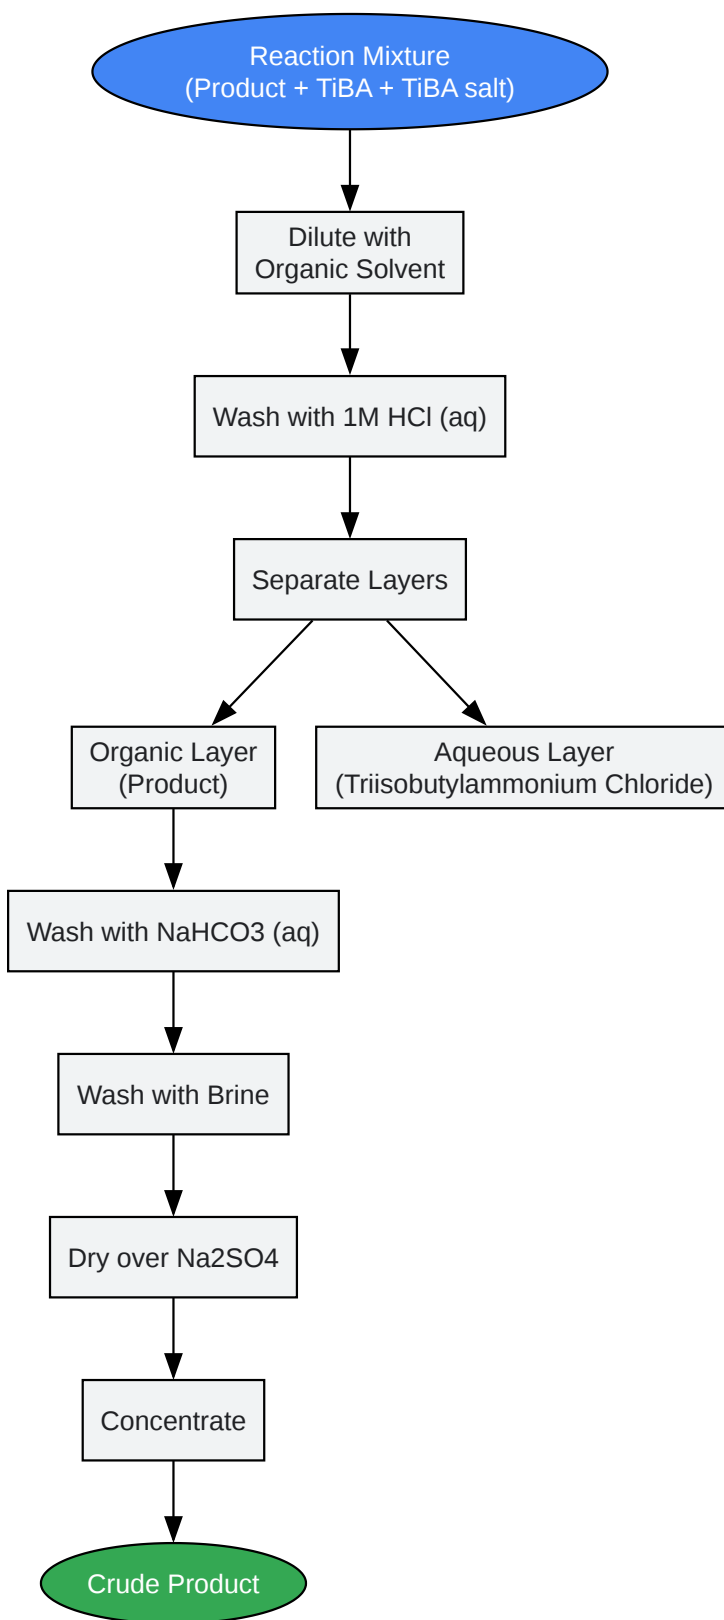 Reaction Mixture
(Product + TiBA + TiBA salt)
Dilute with
Organic Solvent
Wash with 1M HCl (aq)
Separate Layers
Organic Layer
(Product)
Aqueous Layer
(Triisobutylammonium Chloride)
Wash with NaHCO3 (aq)
Wash with Brine
Dry over Na2SO4
Concentrate
Crude Product